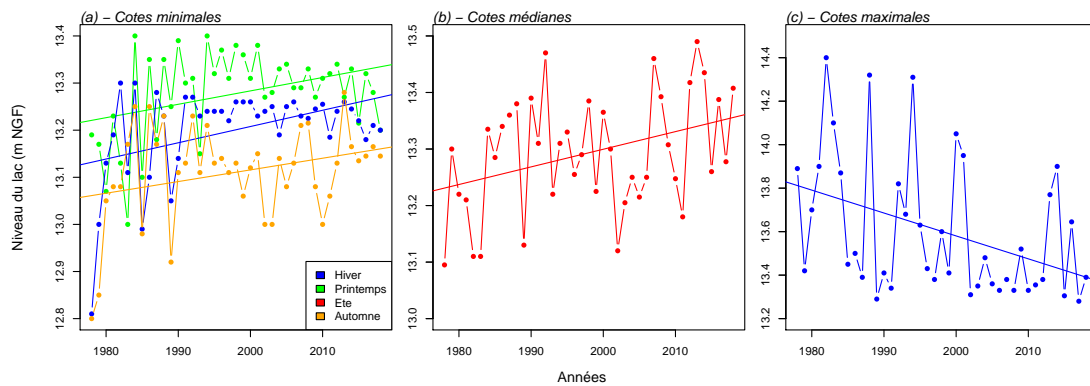 (a) – Cotes minimales
(b) – Cotes médianes
(c) – Cotes maximales
Niveau du lac (m NGF)
13.4
13.3
13.2
13.1
13.0
12.9
12.8
Hiver
Printemps
Ete
Automne
1980 1990 2000 2010
13.5
13.4
13.3
13.2
13.1
13.0
1980 1990 2000 2010
14.4
14.2
14.0
13.8
13.6
13.4
13.2
1980 1990 2000 2010
Années